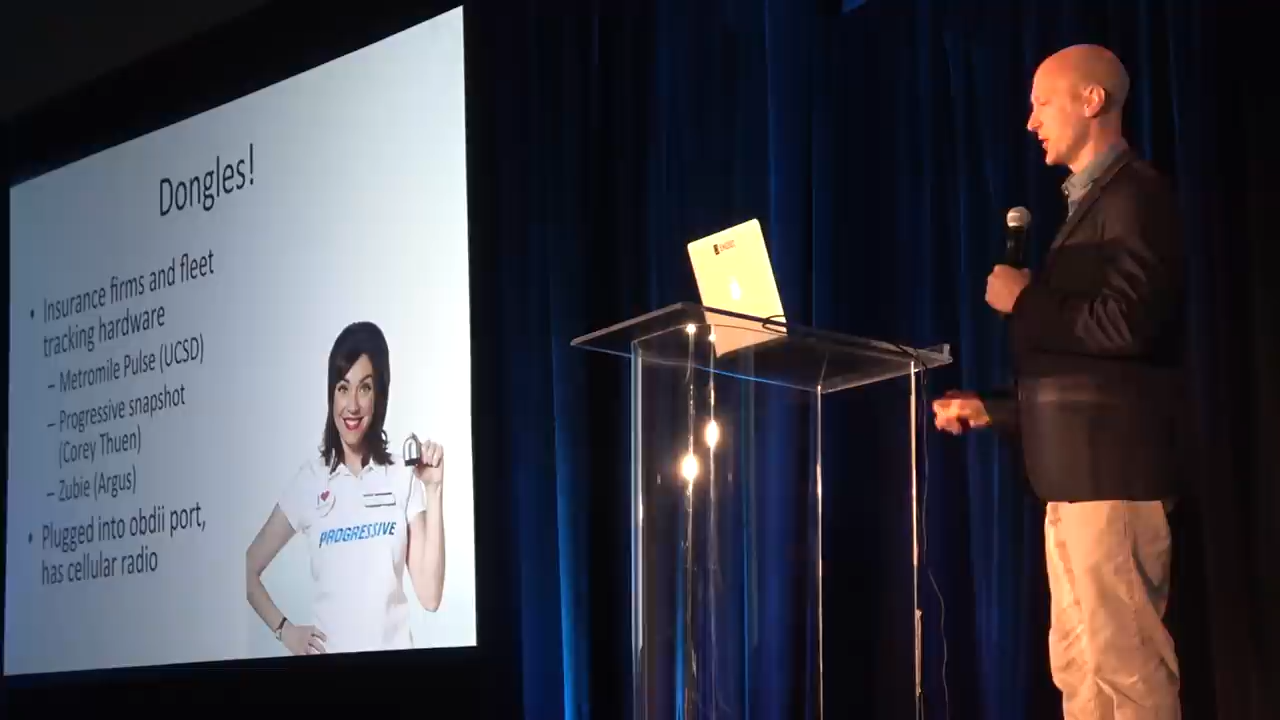 Dongles!
• Insurance firms and fleet
tracking hardware
– Metromile Pulse (UCSD)
– Progressive snapshot
(Corey Thuen)
– Zubie (Argus)
• Plugged into obdii port,
has cellular radio
I
PROGRESSIVE